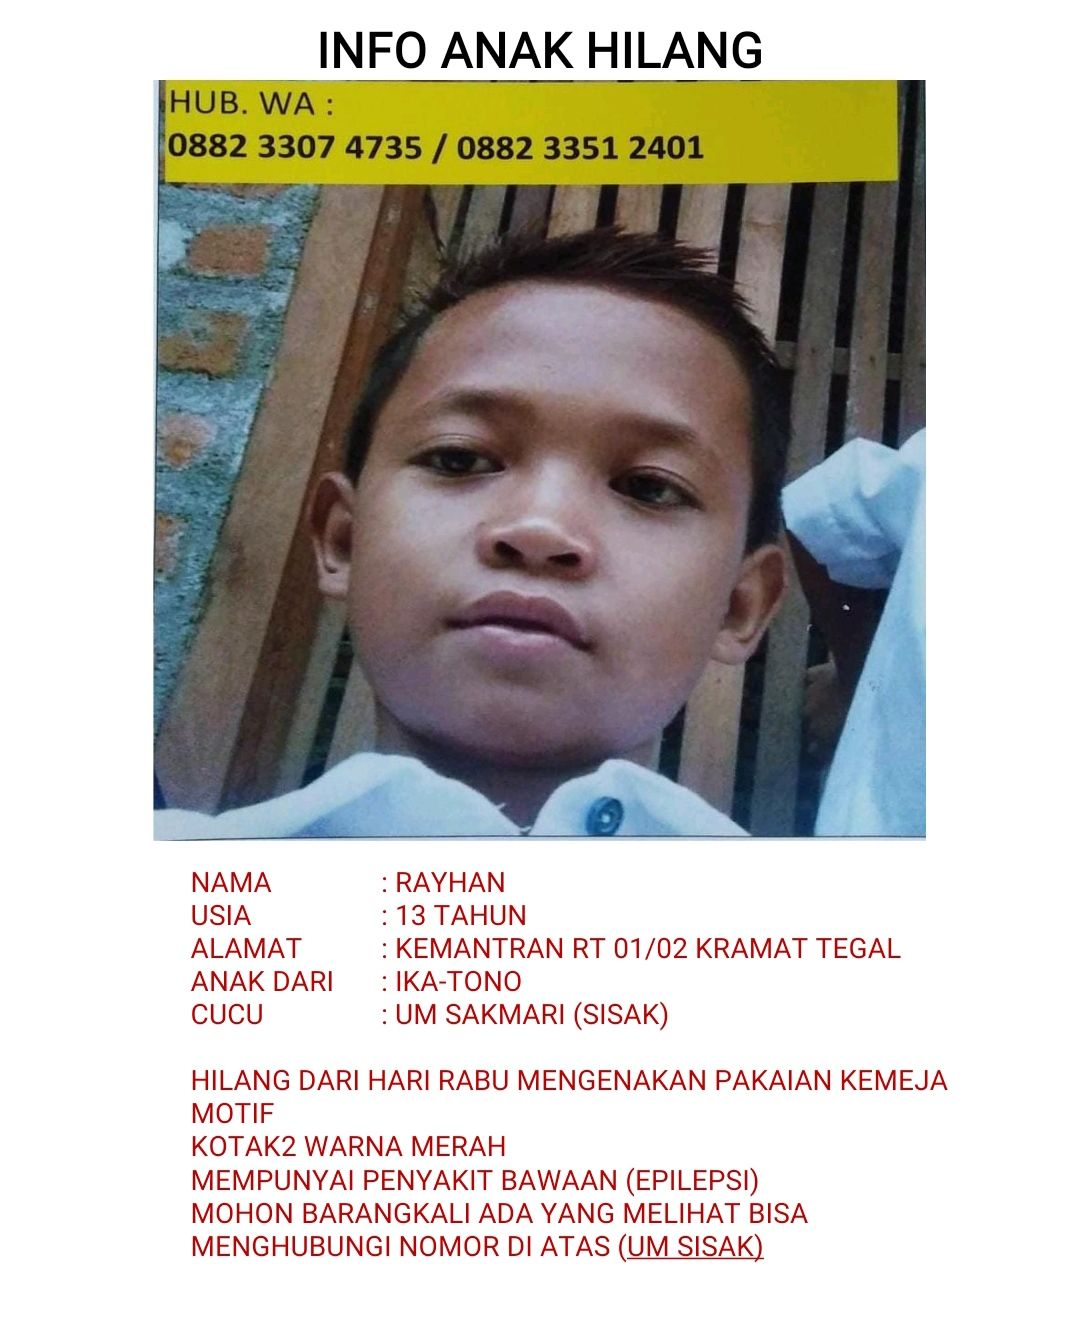 INFO ANAK HILANG
HUB. WA :
0882 3307 4735 / 0882 3351 2401
NAMA : RAYHAN
USIA : 13 TAHUN
ALAMAT : KEMANTRAN RT 01/02 KRAMAT TEGAL
ANAK DARI : IKA-TONO
CUCU : UM SAKMARI (SISAK)
HILANG DARI HARI RABU MENGENAKAN PAKAIAN KEMEJA
MOTIF
KOTAK2 WARNA MERAH
MEMPUNYAI PENYAKIT BAWAAN (EPILEPSI)
MOHON BARANGKALI ADA YANG MELIHAT BISA
MENGHUBUNGI NOMOR DI ATAS (UM SISAK)